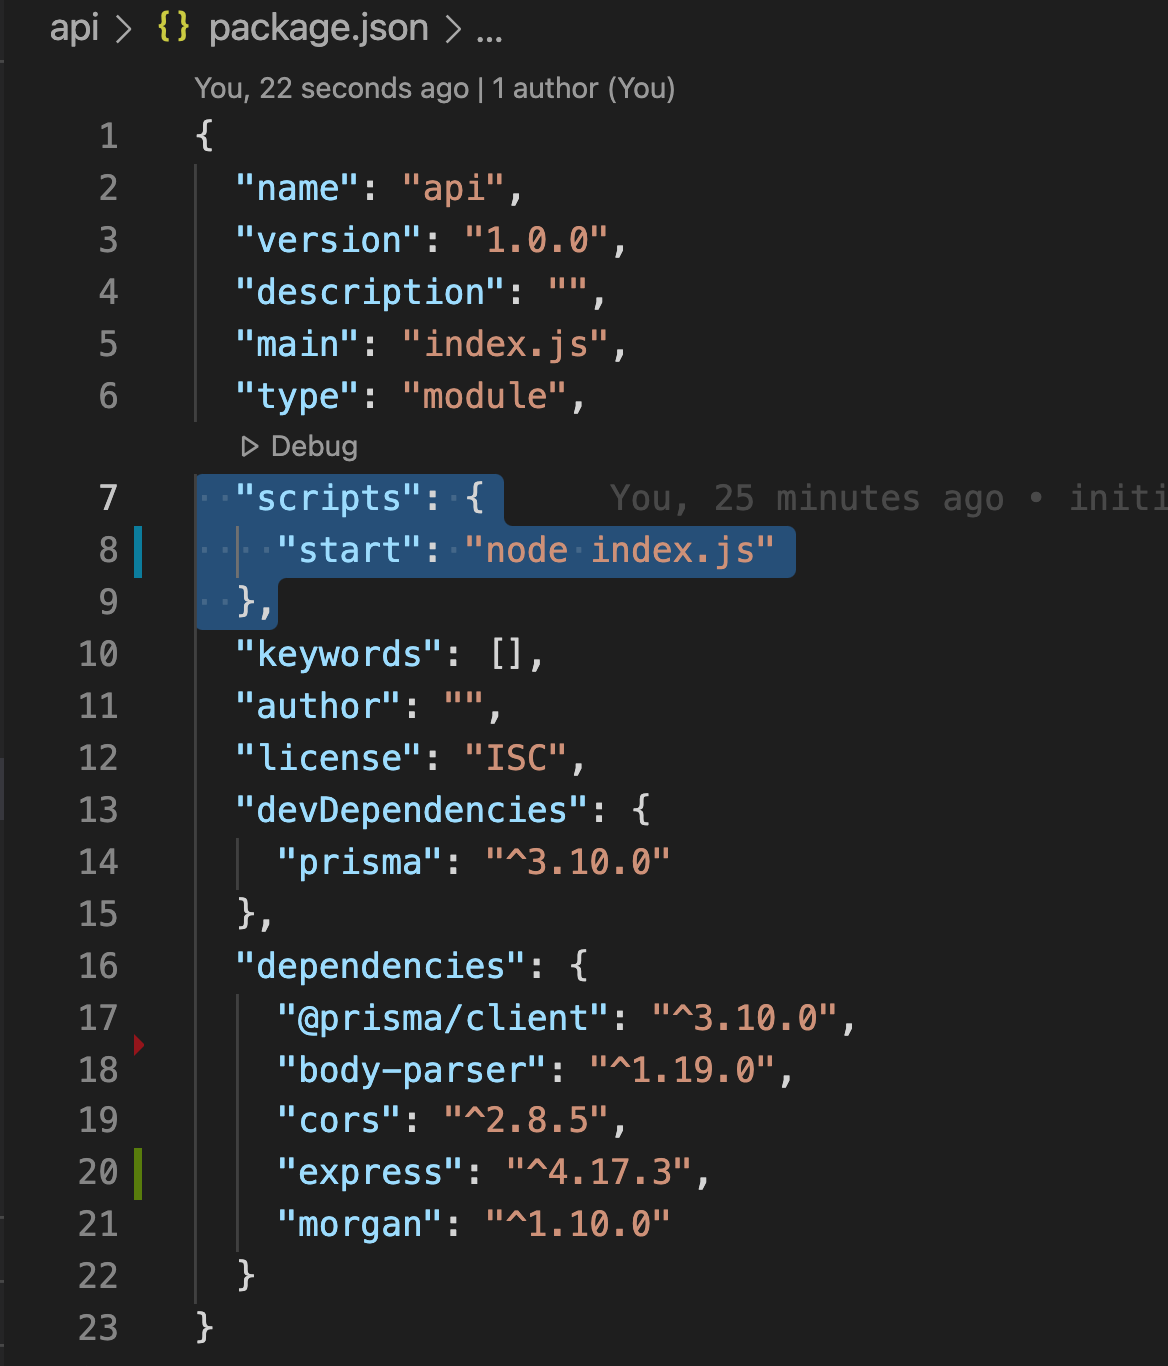 api > {} package.json > ...
You, 22 seconds ago | 1 author (You)
1 {
2 "name": "api",
3 "version": "1.0.0",
4 "description": "",
5 "main": "index.js",
6 "type": "module",
Debug
7 "scripts": { You, 25 minutes ago • initi
8 "start": "node index.js"
9 },
10 "keywords": [],
11 "author": "",
12 "license": "ISC",
13 "devDependencies": {
14 "prisma": "^3.10.0"
15 },
16 "dependencies": {
17 "@prisma/client": "^3.10.0",
18 "body-parser": "^1.19.0",
19 "cors": "^2.8.5",
20 "express": "^4.17.3",
21 "morgan": "^1.10.0"
22 }
23 }